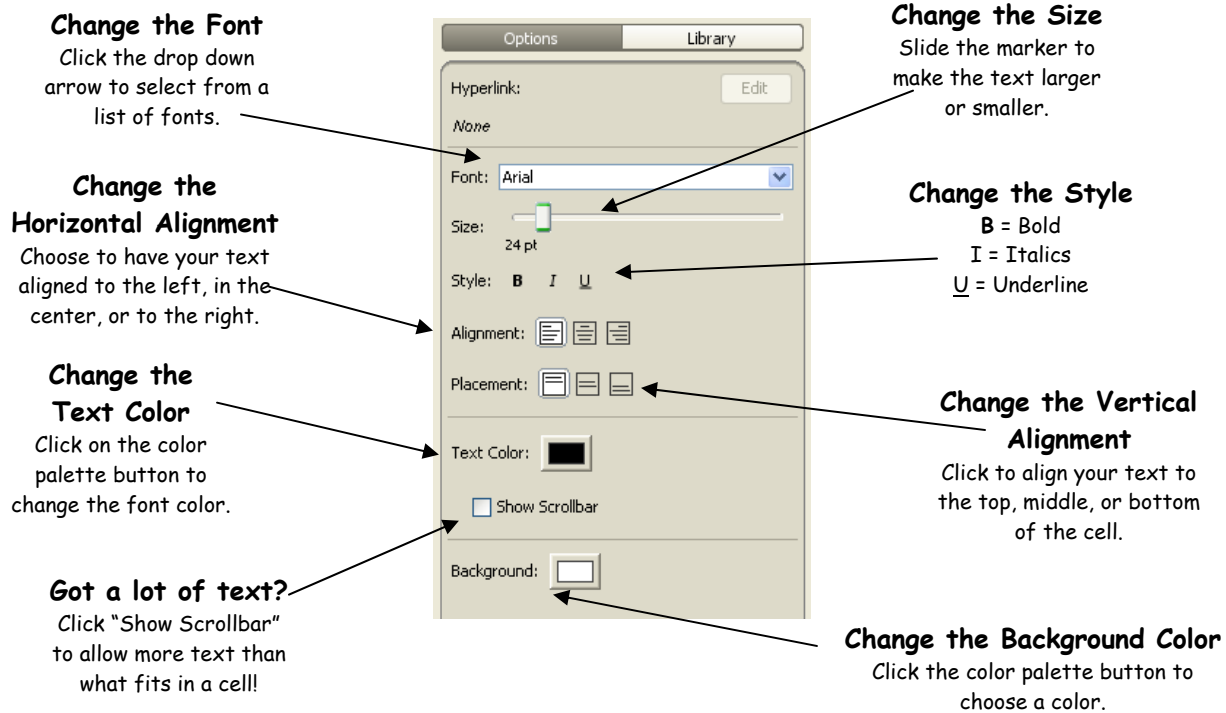 Change the Font
Click the drop down
arrow to select from a
list of fonts.
Change the
Horizontal Alignment
Choose to have your text
aligned to the left, in the
center, or to the right.
Change the
Text Color
Click on the color
palette button to
change the font color.
Got a lot of text?
Click “Show Scrollbar”
to allow more text than
what fits in a cell!
Options Library
Hyperlink: Edit
None
Font: Arial
Size:
24 pt
Style: B I U
Alignment:
Placement:
Text Color:
Show Scrollbar
Background:
Change the Size
Slide the marker to
make the text larger
or smaller.
Change the Style
B = Bold
I = Italics
U = Underline
Change the Vertical
Alignment
Click to align your text to
the top, middle, or bottom
of the cell.
Change the Background Color
Click the color palette button to
choose a color.